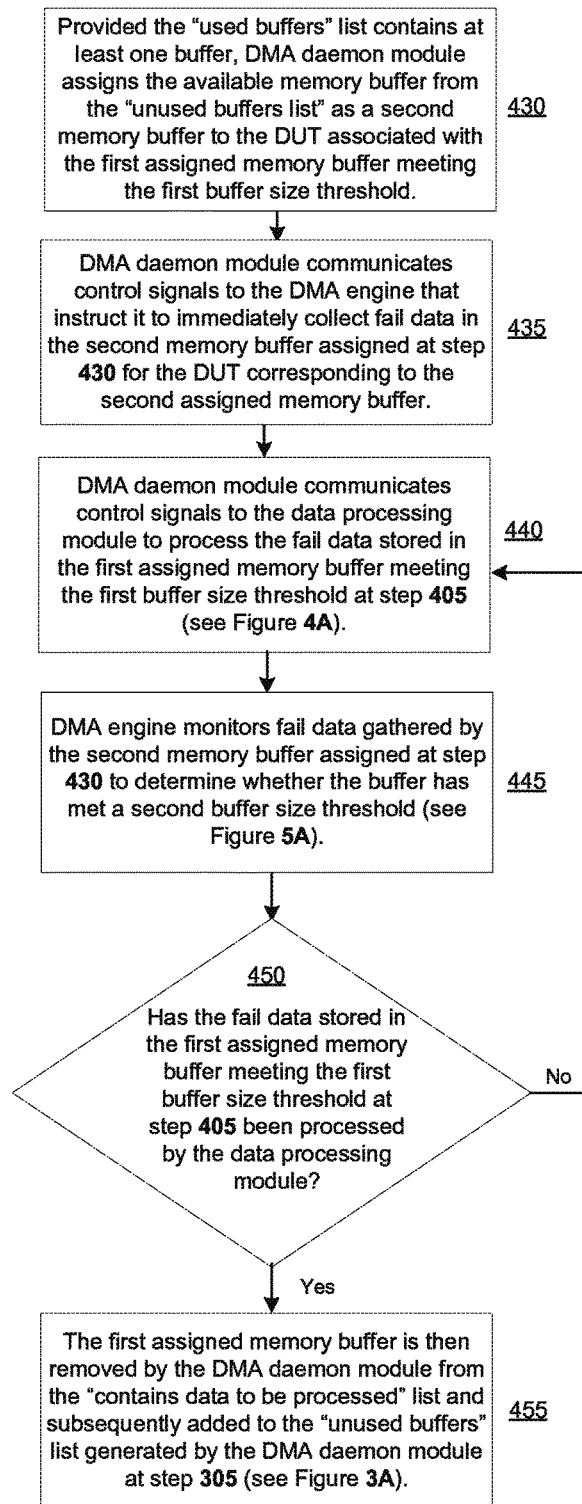 Provided the “used buffers” list contains at
least one buffer, DMA daemon module
assigns the available memory buffer from
the “unused buffers list” as a second
memory buffer to the DUT associated with
the first assigned memory buffer meeting
the first buffer size threshold.
430
DMA daemon module communicates
control signals to the DMA engine that
instruct it to immediately collect fail data in
the second memory buffer assigned at step
430 for the DUT corresponding to the
second assigned memory buffer.
435
DMA daemon module communicates
control signals to the data processing
module to process the fail data stored in
the first assigned memory buffer meeting
the first buffer size threshold at step 405
(see Figure 4A).
440
DMA engine monitors fail data gathered by
the second memory buffer assigned at step
430 to determine whether the buffer has
met a second buffer size threshold (see
Figure 5A).
445
450
Has the fail data stored in
the first assigned memory
buffer meeting the first
buffer size threshold at
step 405 been processed
by the data processing
module?
No
Yes
The first assigned memory buffer is then
removed by the DMA daemon module from
the “contains data to be processed” list and
subsequently added to the “unused buffers”
list generated by the DMA daemon module
at step 305 (see Figure 3A).
455